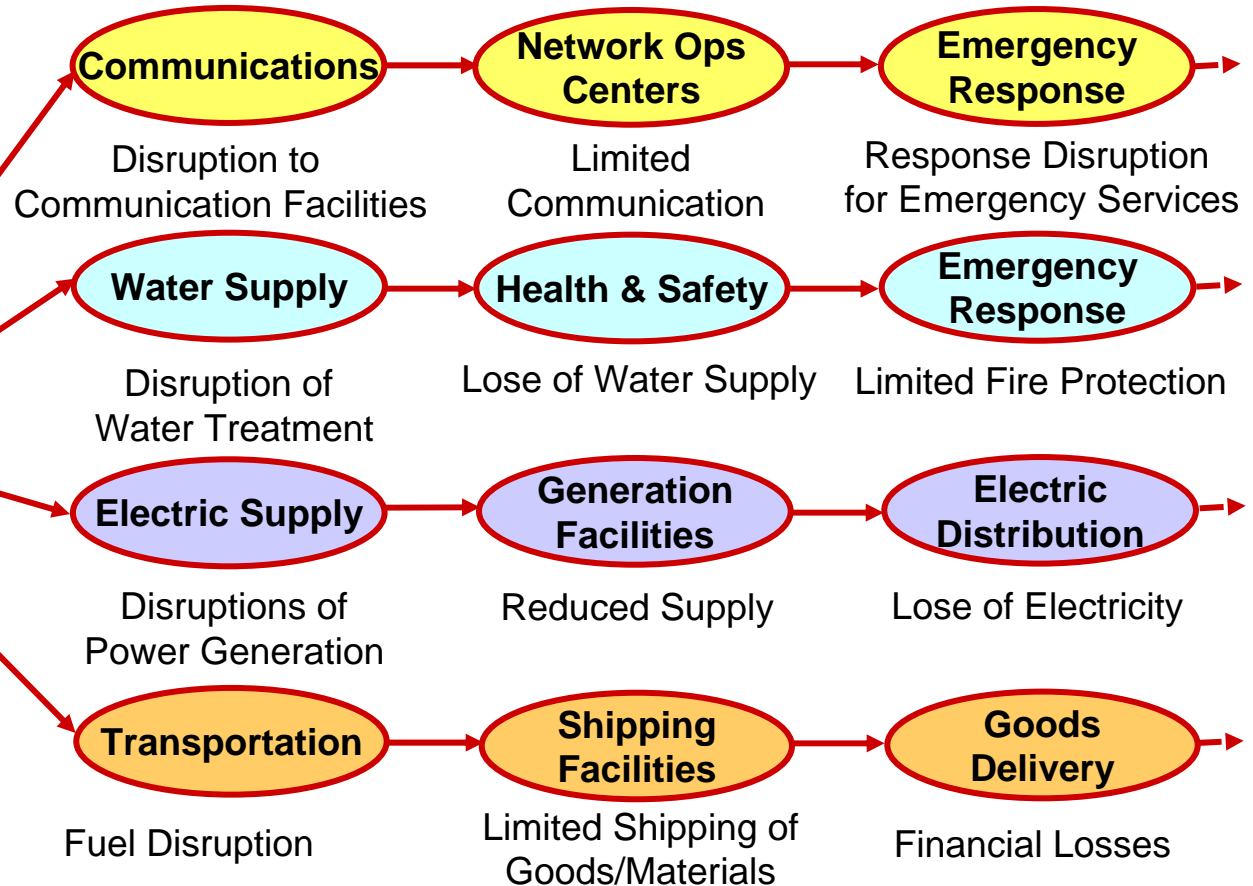 Communications
Network Ops
Centers
Emergency
Response
Disruption to
Communication Facilities
Limited
Communication
Response Disruption
for Emergency Services
Water Supply
Health & Safety
Emergency
Response
Disruption of
Water Treatment
Lose of Water Supply
Limited Fire Protection
Electric Supply
Generation
Facilities
Electric
Distribution
Disruptions of
Power Generation
Reduced Supply
Lose of Electricity
Transportation
Shipping
Facilities
Goods
Delivery
Fuel Disruption
Limited Shipping of
Goods/Materials
Financial Losses